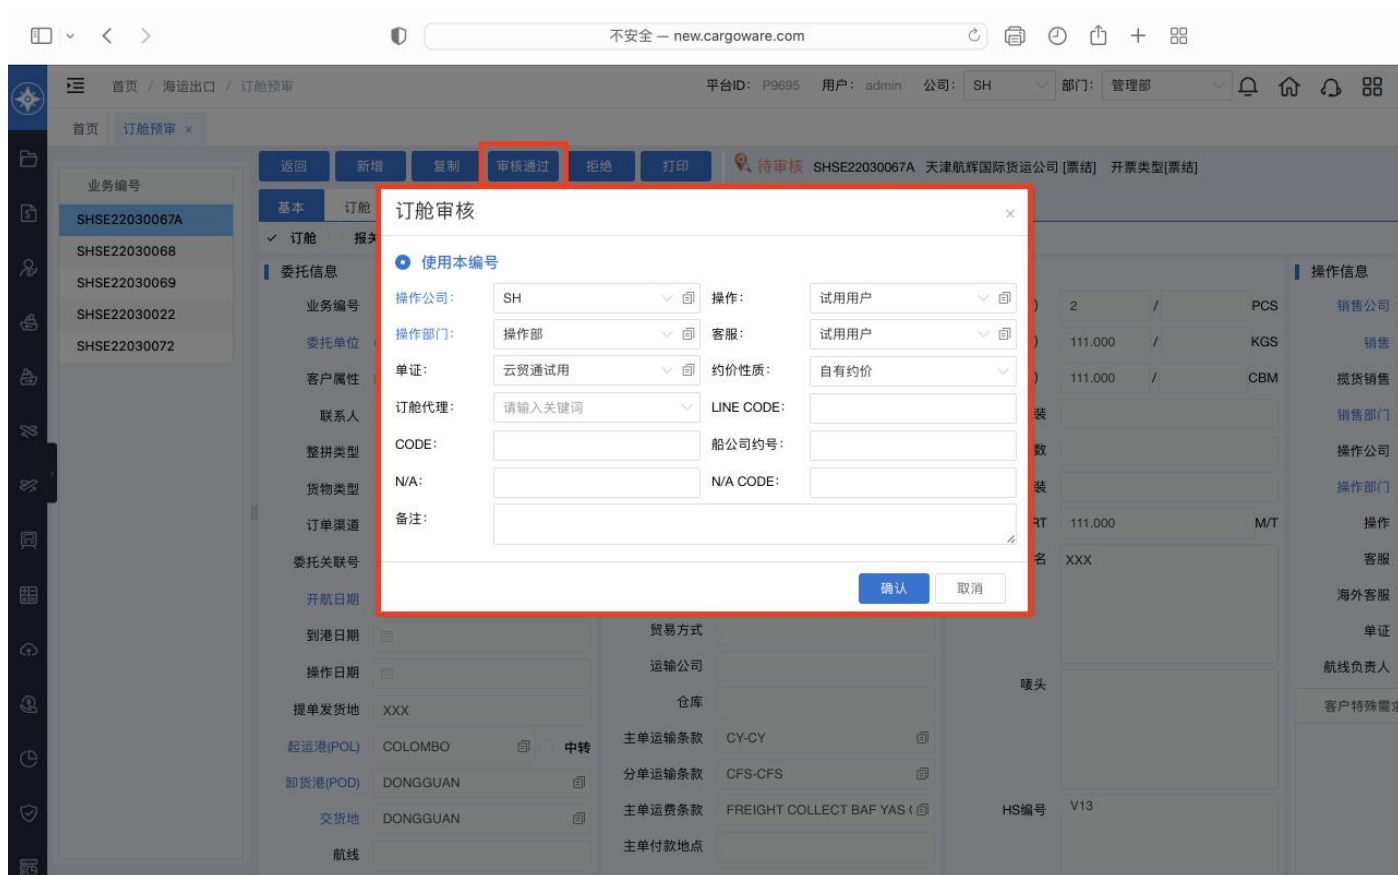 不安全 — new.cargoware.com
首页 / 海运出口 / 订舱预审
平台ID: P9695 用户: admin 公司: SH 部门: 管理部
首页 订舱预审 ×
返回 新增 复制 审核通过 拒绝 打印 待审核 SHSE22030067A 天津航辉国际货运公司 [票结] 开票类型[票结]
业务编号
SHSE22030067A
SHSE22030068
SHSE22030069
SHSE22030022
SHSE22030072
基本 订舱
订舱 报关
委托信息
业务编号
委托单位
客户属性
联系人
整拼类型
货物类型
订单渠道
委托关联号
开航日期
到港日期
操作日期
提单发货地 XXX
起运港(POL) COLOMBO 中转
卸货港(POD) DONGGUAN
交货地 DONGGUAN
航线
订舱审核 ×
使用本编号
操作公司: SH 操作: 试用用户
操作部门: 操作部 客服: 试用用户
单证: 云贸通试用 约价性质: 自有约价
订舱代理: 请输入关键词 LINE CODE:
CODE: 船公司约号:
N/A: N/A CODE:
备注:
确认 取消
贸易方式
运输公司
仓库
主单运输条款 CY-CY
分单运输条款 CFS-CFS
主单运费条款 FREIGHT COLLECT BAF YAS (
主单付款地点
2 / PCS
111.000 / KGS
111.000 / CBM
装
数
装
RT 111.000 M/T
名 XXX
唛头
HS编号 V13
操作信息
销售公司
销售
揽货销售
销售部门
操作公司
操作部门
操作
客服
海外客服
单证
航线负责人
客户特殊需求